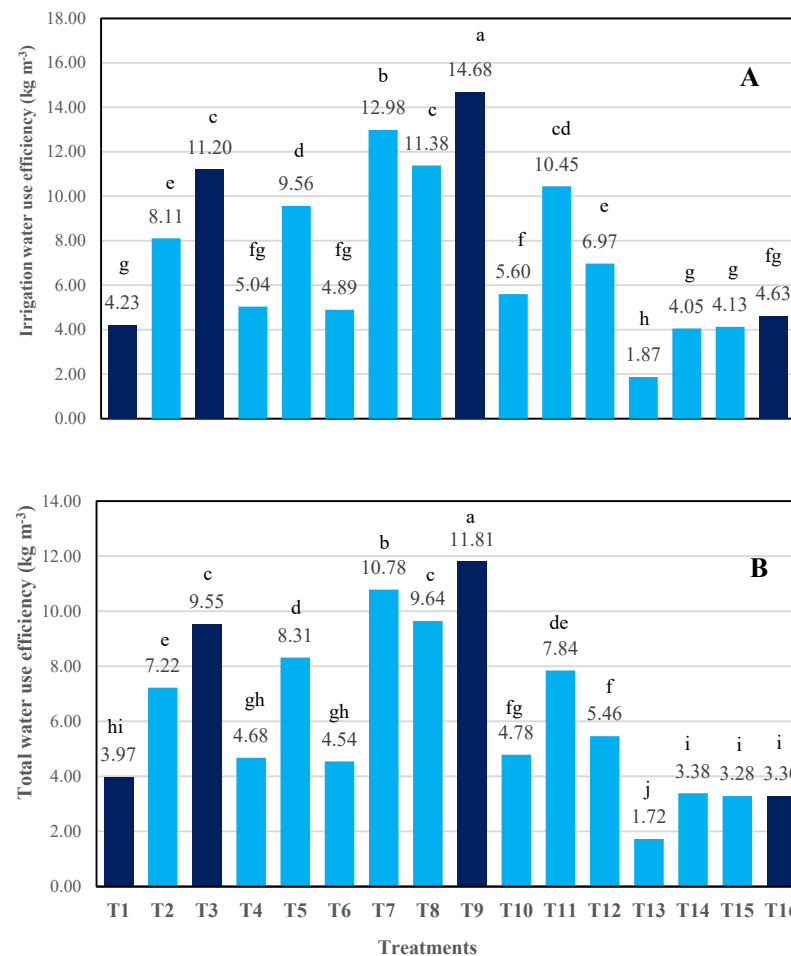 Irrigation water use efficiency (kg m⁻³)
18.00
16.00
14.00
12.00
10.00
8.00
6.00
4.00
2.00
0.00
A
g e c fg d fg b c a f cd e h g g fg
4.23 8.11 11.20 5.04 9.56 4.89 12.98 11.38 14.68 5.60 10.45 6.97 1.87 4.05 4.13 4.63
Total water use efficiency (kg m⁻³)
14.00
12.00
10.00
8.00
6.00
4.00
2.00
0.00
B
hi e c gh d gh b c a fg de f j i i i
3.97 7.22 9.55 4.68 8.31 4.54 10.78 9.64 11.81 4.78 7.84 5.46 1.72 3.38 3.28
T1 T2 T3 T4 T5 T6 T7 T8 T9 T10 T11 T12 T13 T14 T15 T16
Treatments